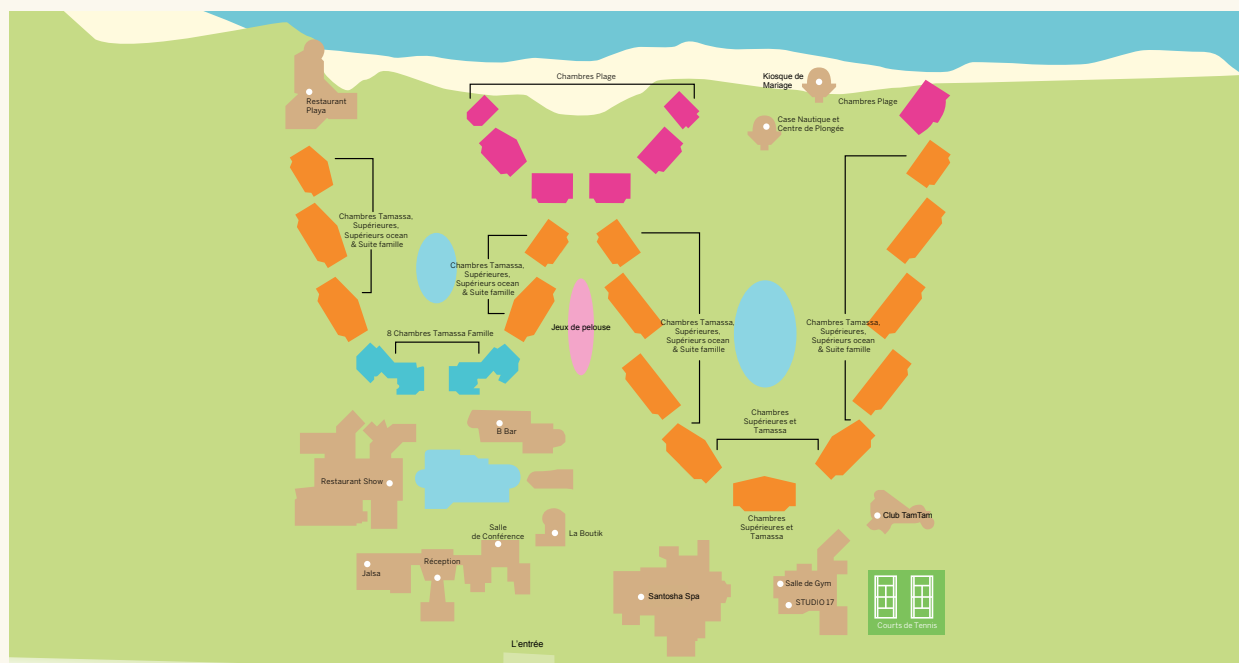 Chambres Plage
Kiosque de
Mariage
Chambres Plage
Restaurant
Playa
Case Nautique et
Centre de Plongée
Chambres Tamassa,
Supérieures,
Supérieurs ocean
& Suite famille
Chambres Tamassa,
Supérieures,
Supérieurs ocean
& Suite famille
Jeux de pelouse
Chambres Tamassa,
Supérieures,
Supérieurs ocean
& Suite famille
Chambres Tamassa,
Supérieures,
Supérieurs ocean
& Suite famille
8 Chambres Tamassa Famille
Chambres
Supérieures et
Tamassa
B Bar
Restaurant Show
Chambres
Supérieures et
Tamassa
Club TamTam
Salle
de Conférence
La Boutik
Réception
Jalsa
Santosha Spa
Salle de Gym
STUDIO 17
Courts de Tennis
L'entrée